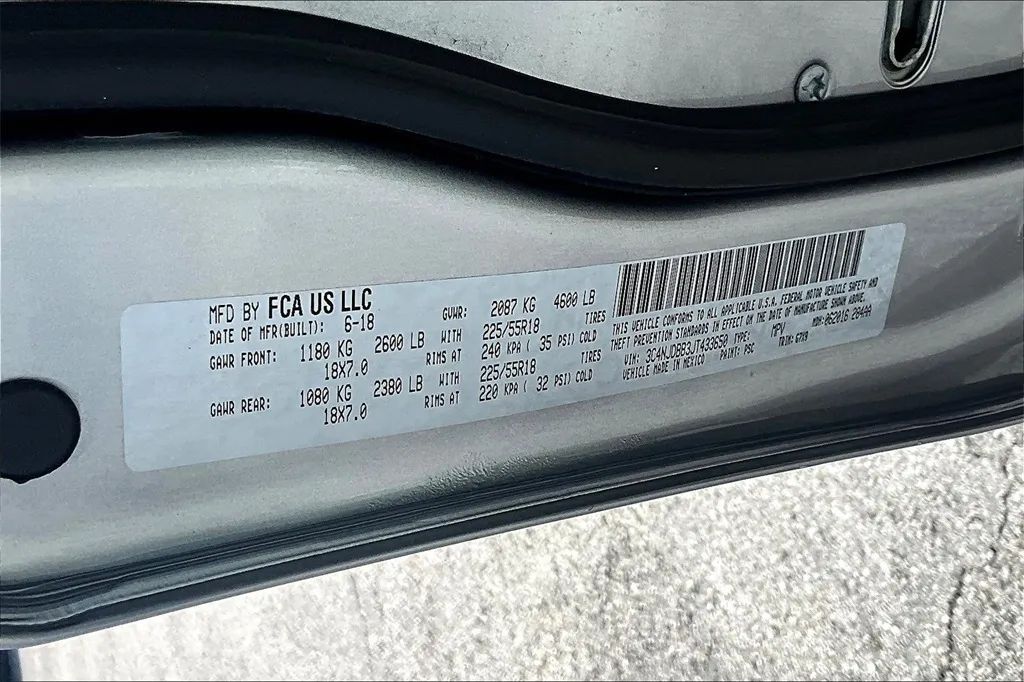 MFD BY FCA US LLC GVWR: 2087 KG 4600 LB
DATE OF MFR(BUILT): 6-18 TIRES
GAWR FRONT: 1180 KG 2600 LB WITH 225/55R18
18X7.0 RIMS AT 240 KPA ( 35 PSI) COLD
TIRES
GAWR REAR: 1080 KG 2380 LB WITH 225/55R18
18X7.0 RIMS AT 220 KPA ( 32 PSI) COLD
THIS VEHICLE CONFORMS TO ALL APPLICABLE U.S.A. FEDERAL MOTOR VEHICLE SAFETY AND
THEFT PREVENTION STANDARDS IN EFFECT ON THE DATE OF MANUFACTURE SHOWN ABOVE.
VIN: 3C4NJDBB3JT433650 TYPE: MPV MDH: 062016 284AA
VEHICLE MADE IN MEXICO PAINT: PSC TRIM: